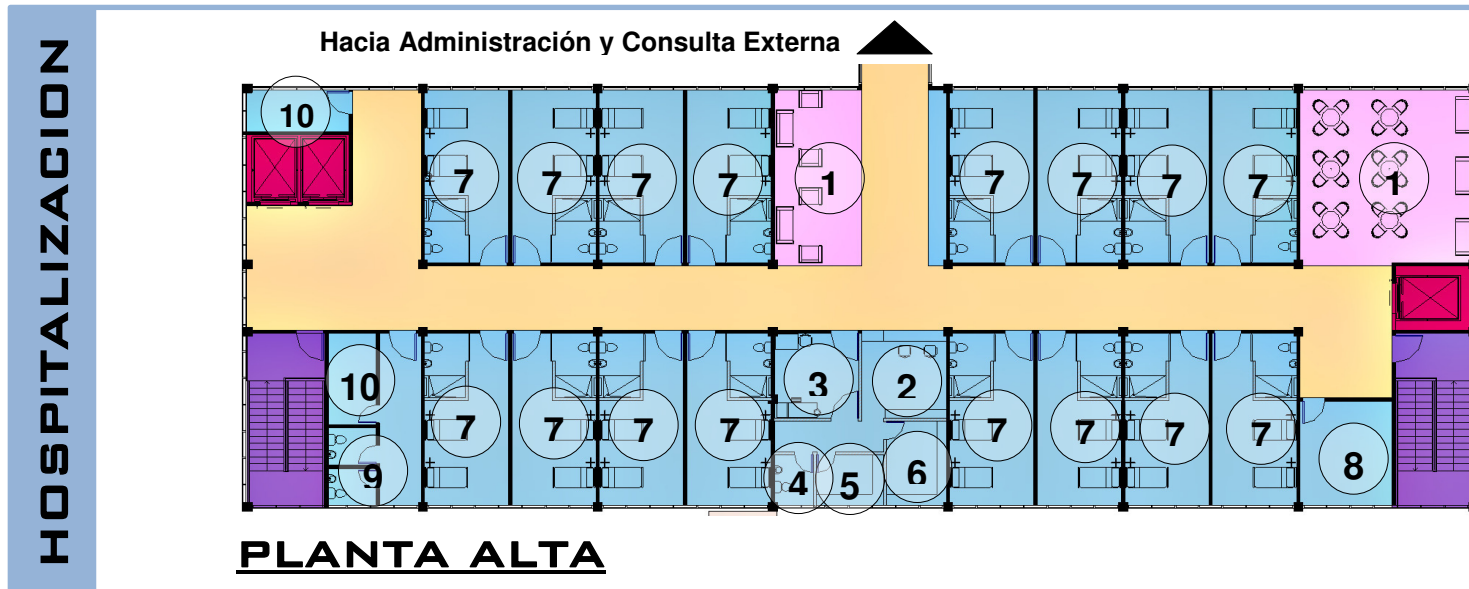 HOSPITALIZACION
Hacia Administración y Consulta Externa
10
7 7 7 7 1 7 7 7 7 1
10 3 2
7 7 7 7 7 7 7 7
9 4 5 6 8
PLANTA ALTA